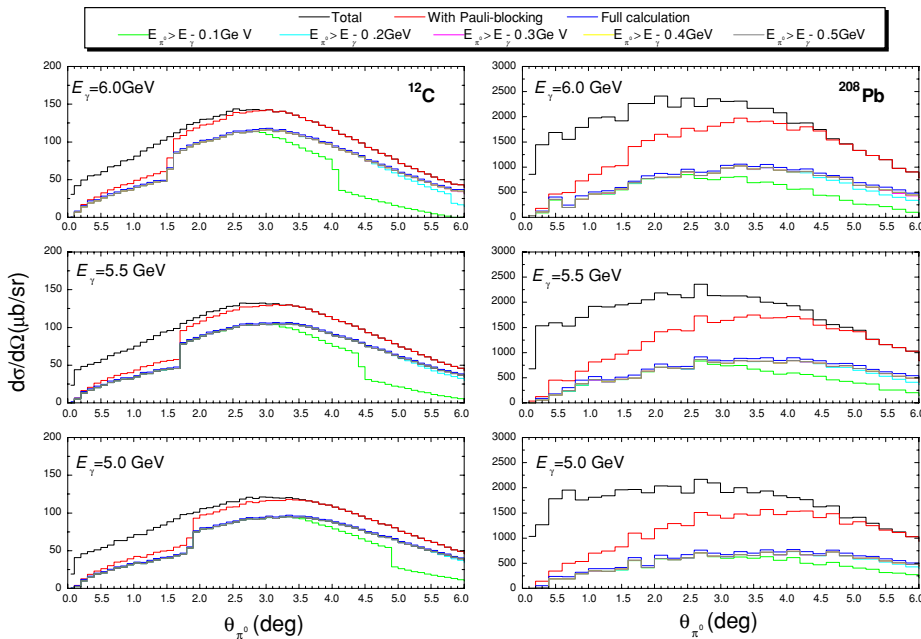 Total With Pauli-blocking Full calculation
E_π⁰>E_γ-0.1Ge V E_π⁰>E_γ-0.2GeV E_π⁰>E_γ-0.3Ge V E_π⁰>E_γ-0.4GeV E_π⁰>E_γ-0.5GeV
dσ/dΩ(μb/sr)
E_γ=6.0GeV ¹²C
200
150
100
50
0
0.0 5.5 1.0 1.5 2.0 2.5 3.0 3.5 4.0 4.5 5.0 5.5 6.0
E_γ=6.0 GeV ²⁰⁸Pb
3000
2500
2000
1500
1000
500
0
0.0 5.5 1.0 1.5 2.0 2.5 3.0 3.5 4.0 4.5 5.0 5.5 6.0
E_γ=5.5 GeV
200
150
100
50
0
0.0 5.5 1.0 1.5 2.0 2.5 3.0 3.5 4.0 4.5 5.0 5.5 6.0
E_γ=5.5 GeV
3000
2500
2000
1500
1000
500
0
0.0 5.5 1.0 1.5 2.0 2.5 3.0 3.5 4.0 4.5 5.0 5.5 6.0
E_γ=5.0 GeV
200
150
100
50
0
0.0 5.5 1.0 1.5 2.0 2.5 3.0 3.5 4.0 4.5 5.0 5.5 6.0
E_γ=5.0 GeV
3000
2500
2000
1500
1000
500
0
0.0 5.5 1.0 1.5 2.0 2.5 3.0 3.5 4.0 4.5 5.0 5.5 6.0
θ_π⁰ (deg) θ_π⁰ (deg)